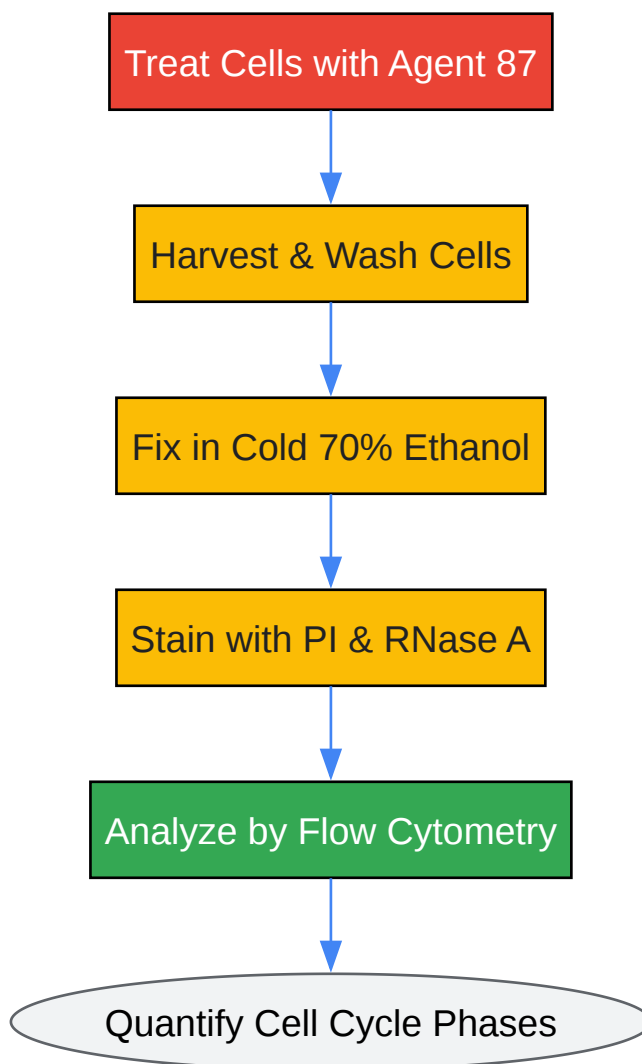 Treat Cells with Agent 87
Harvest & Wash Cells
Fix in Cold 70% Ethanol
Stain with PI & RNase A
Analyze by Flow Cytometry
Quantify Cell Cycle Phases